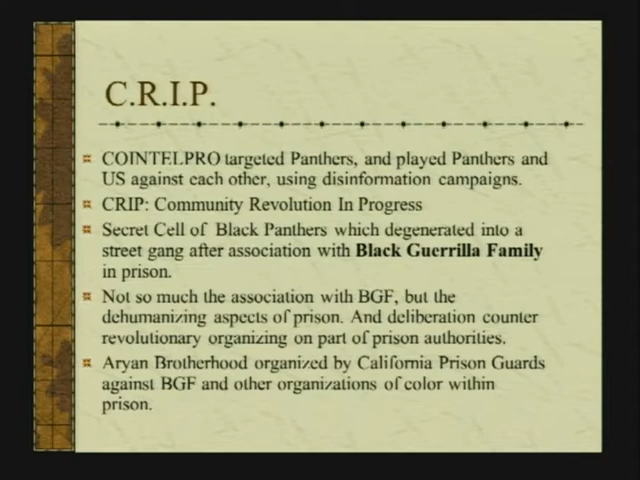 C.R.I.P.
COINTELPRO targeted Panthers, and played Panthers and
US against each other, using disinformation campaigns.
CRIP: Community Revolution In Progress
Secret Cell of Black Panthers which degenerated into a
street gang after association with Black Guerrilla Family
in prison.
Not so much the association with BGF, but the
dehumanizing aspects of prison. And deliberation counter
revolutionary organizing on part of prison authorities.
Aryan Brotherhood organized by California Prison Guards
against BGF and other organizations of color within
prison.